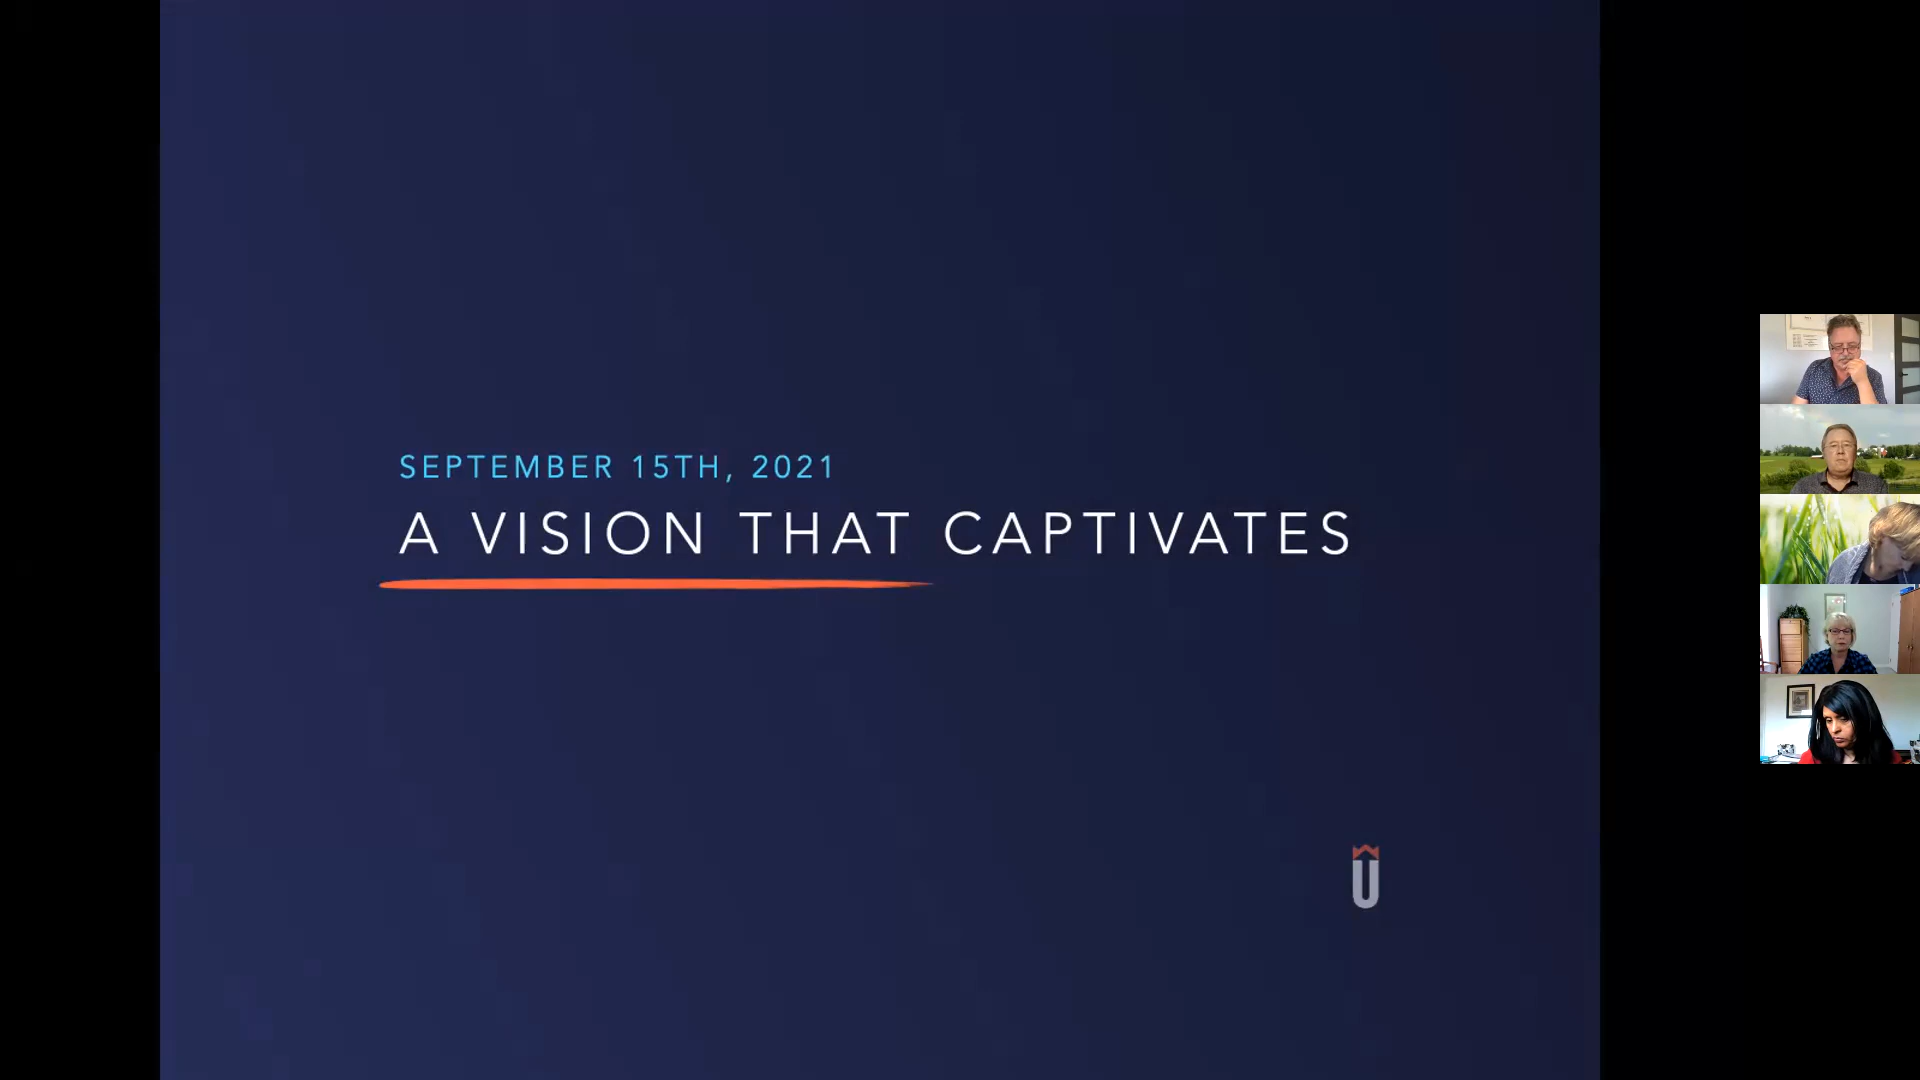 SEPTEMBER 15TH, 2021
A VISION THAT CAPTIVATES
U